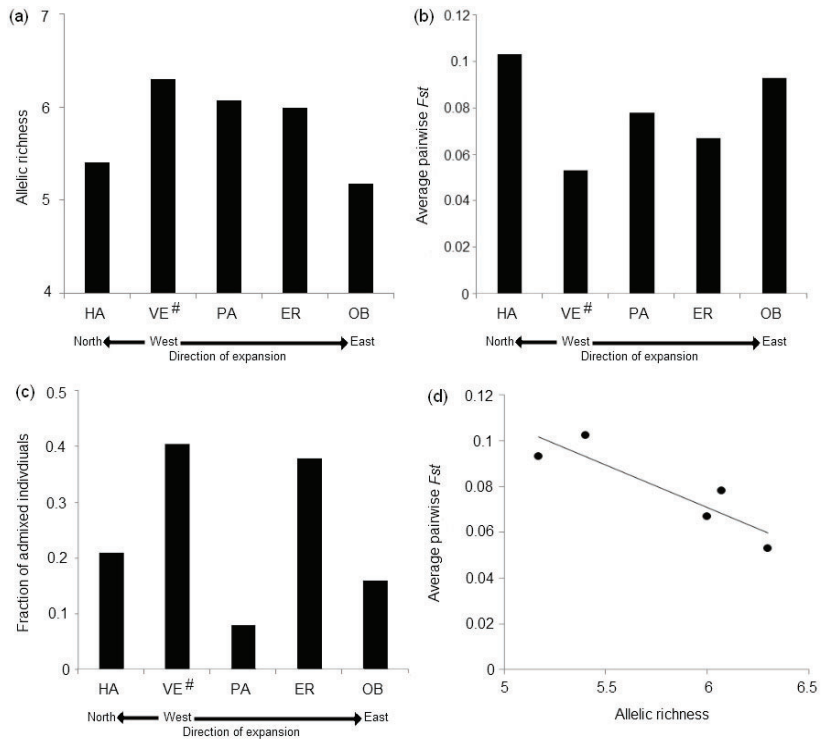 (a)
Allelic richness
7
6
5
4
HA VE# PA ER OB
North West East
Direction of expansion
(b)
Average pairwise Fst
0.12
0.1
0.08
0.06
0.04
0.02
0
HA VE# PA ER OB
North West East
Direction of expansion
(c)
Fraction of admixed indivdiuals
0.5
0.4
0.3
0.2
0.1
0
HA VE# PA ER OB
North West East
Direction of expansion
(d)
Average pairwise Fst
0.12
0.1
0.08
0.06
0.04
0.02
0
5 5.5 6 6.5
Allelic richness